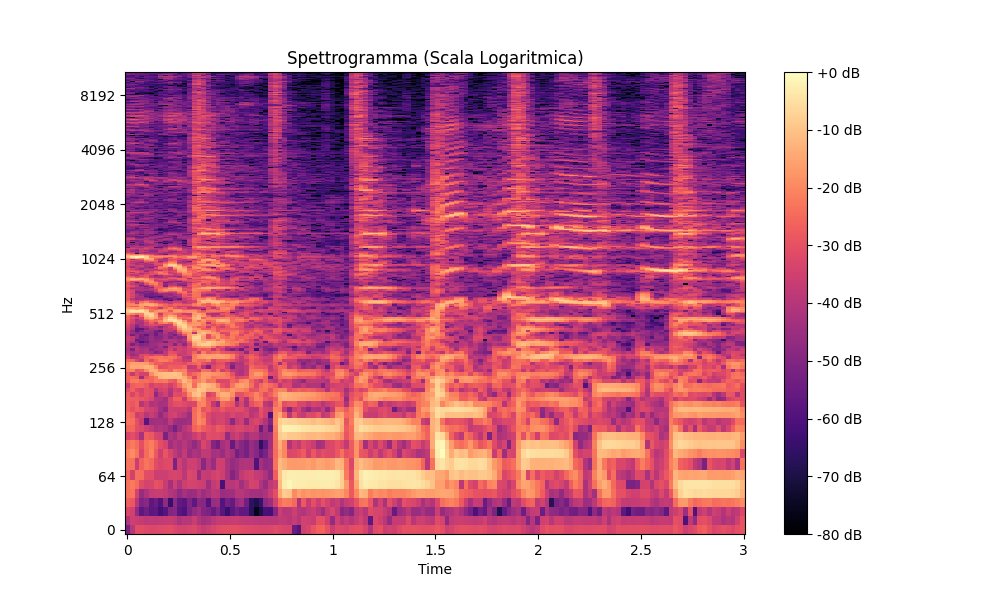 Spettrogramma (Scala Logaritmica)
8192
4096
2048
1024
512
256
128
64
0
Hz
0
0.5
1
1.5
2
2.5
3
Time
+0 dB
-10 dB
-20 dB
-30 dB
-40 dB
-50 dB
-60 dB
-70 dB
-80 dB